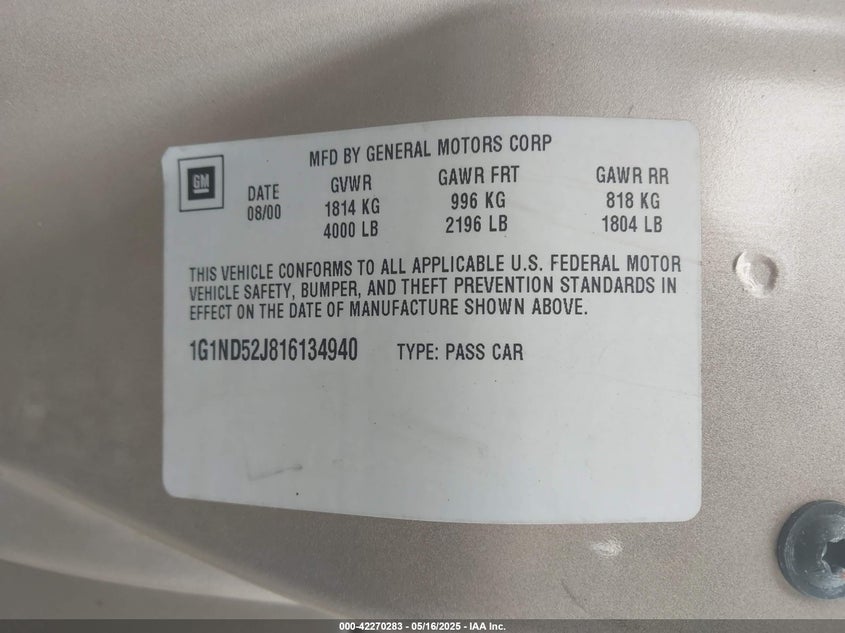 MFD BY GENERAL MOTORS CORP
GM
DATE GVWR GAWR FRT GAWR RR
08/00 1814 KG 996 KG 818 KG
4000 LB 2196 LB 1804 LB
THIS VEHICLE CONFORMS TO ALL APPLICABLE U.S. FEDERAL MOTOR
VEHICLE SAFETY, BUMPER, AND THEFT PREVENTION STANDARDS IN
EFFECT ON THE DATE OF MANUFACTURE SHOWN ABOVE.
1G1ND52J816134940 TYPE: PASS CAR
000-42270283 - 05/16/2025 - IAA Inc.